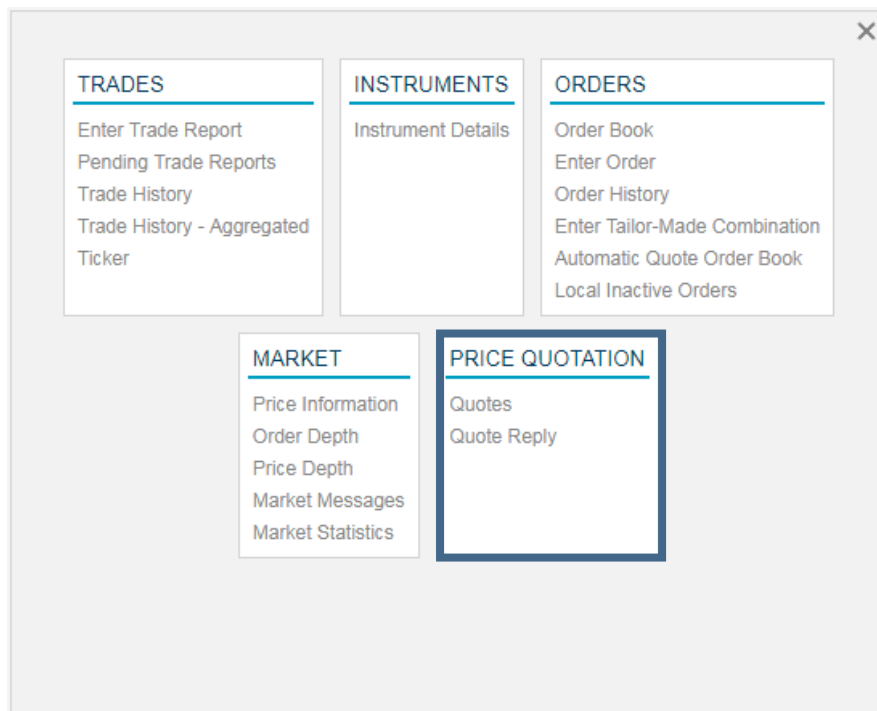 TRADES
Enter Trade Report
Pending Trade Reports
Trade History
Trade History - Aggregated
Ticker
INSTRUMENTS
Instrument Details
ORDERS
Order Book
Enter Order
Order History
Enter Tailor-Made Combination
Automatic Quote Order Book
Local Inactive Orders
MARKET
Price Information
Order Depth
Price Depth
Market Messages
Market Statistics
PRICE QUOTATION
Quotes
Quote Reply